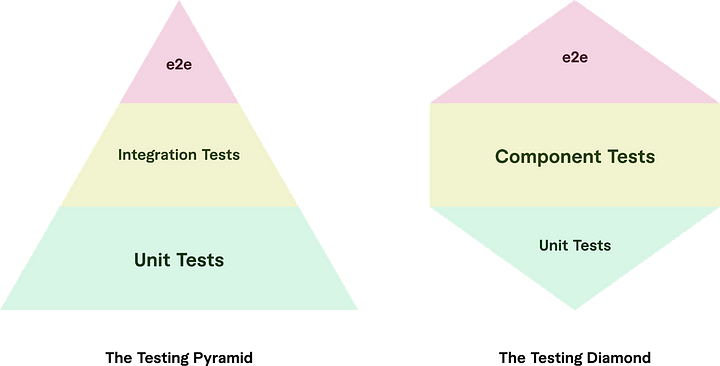 e2e
Integration Tests
Unit Tests
The Testing Pyramid
e2e
Component Tests
Unit Tests
The Testing Diamond